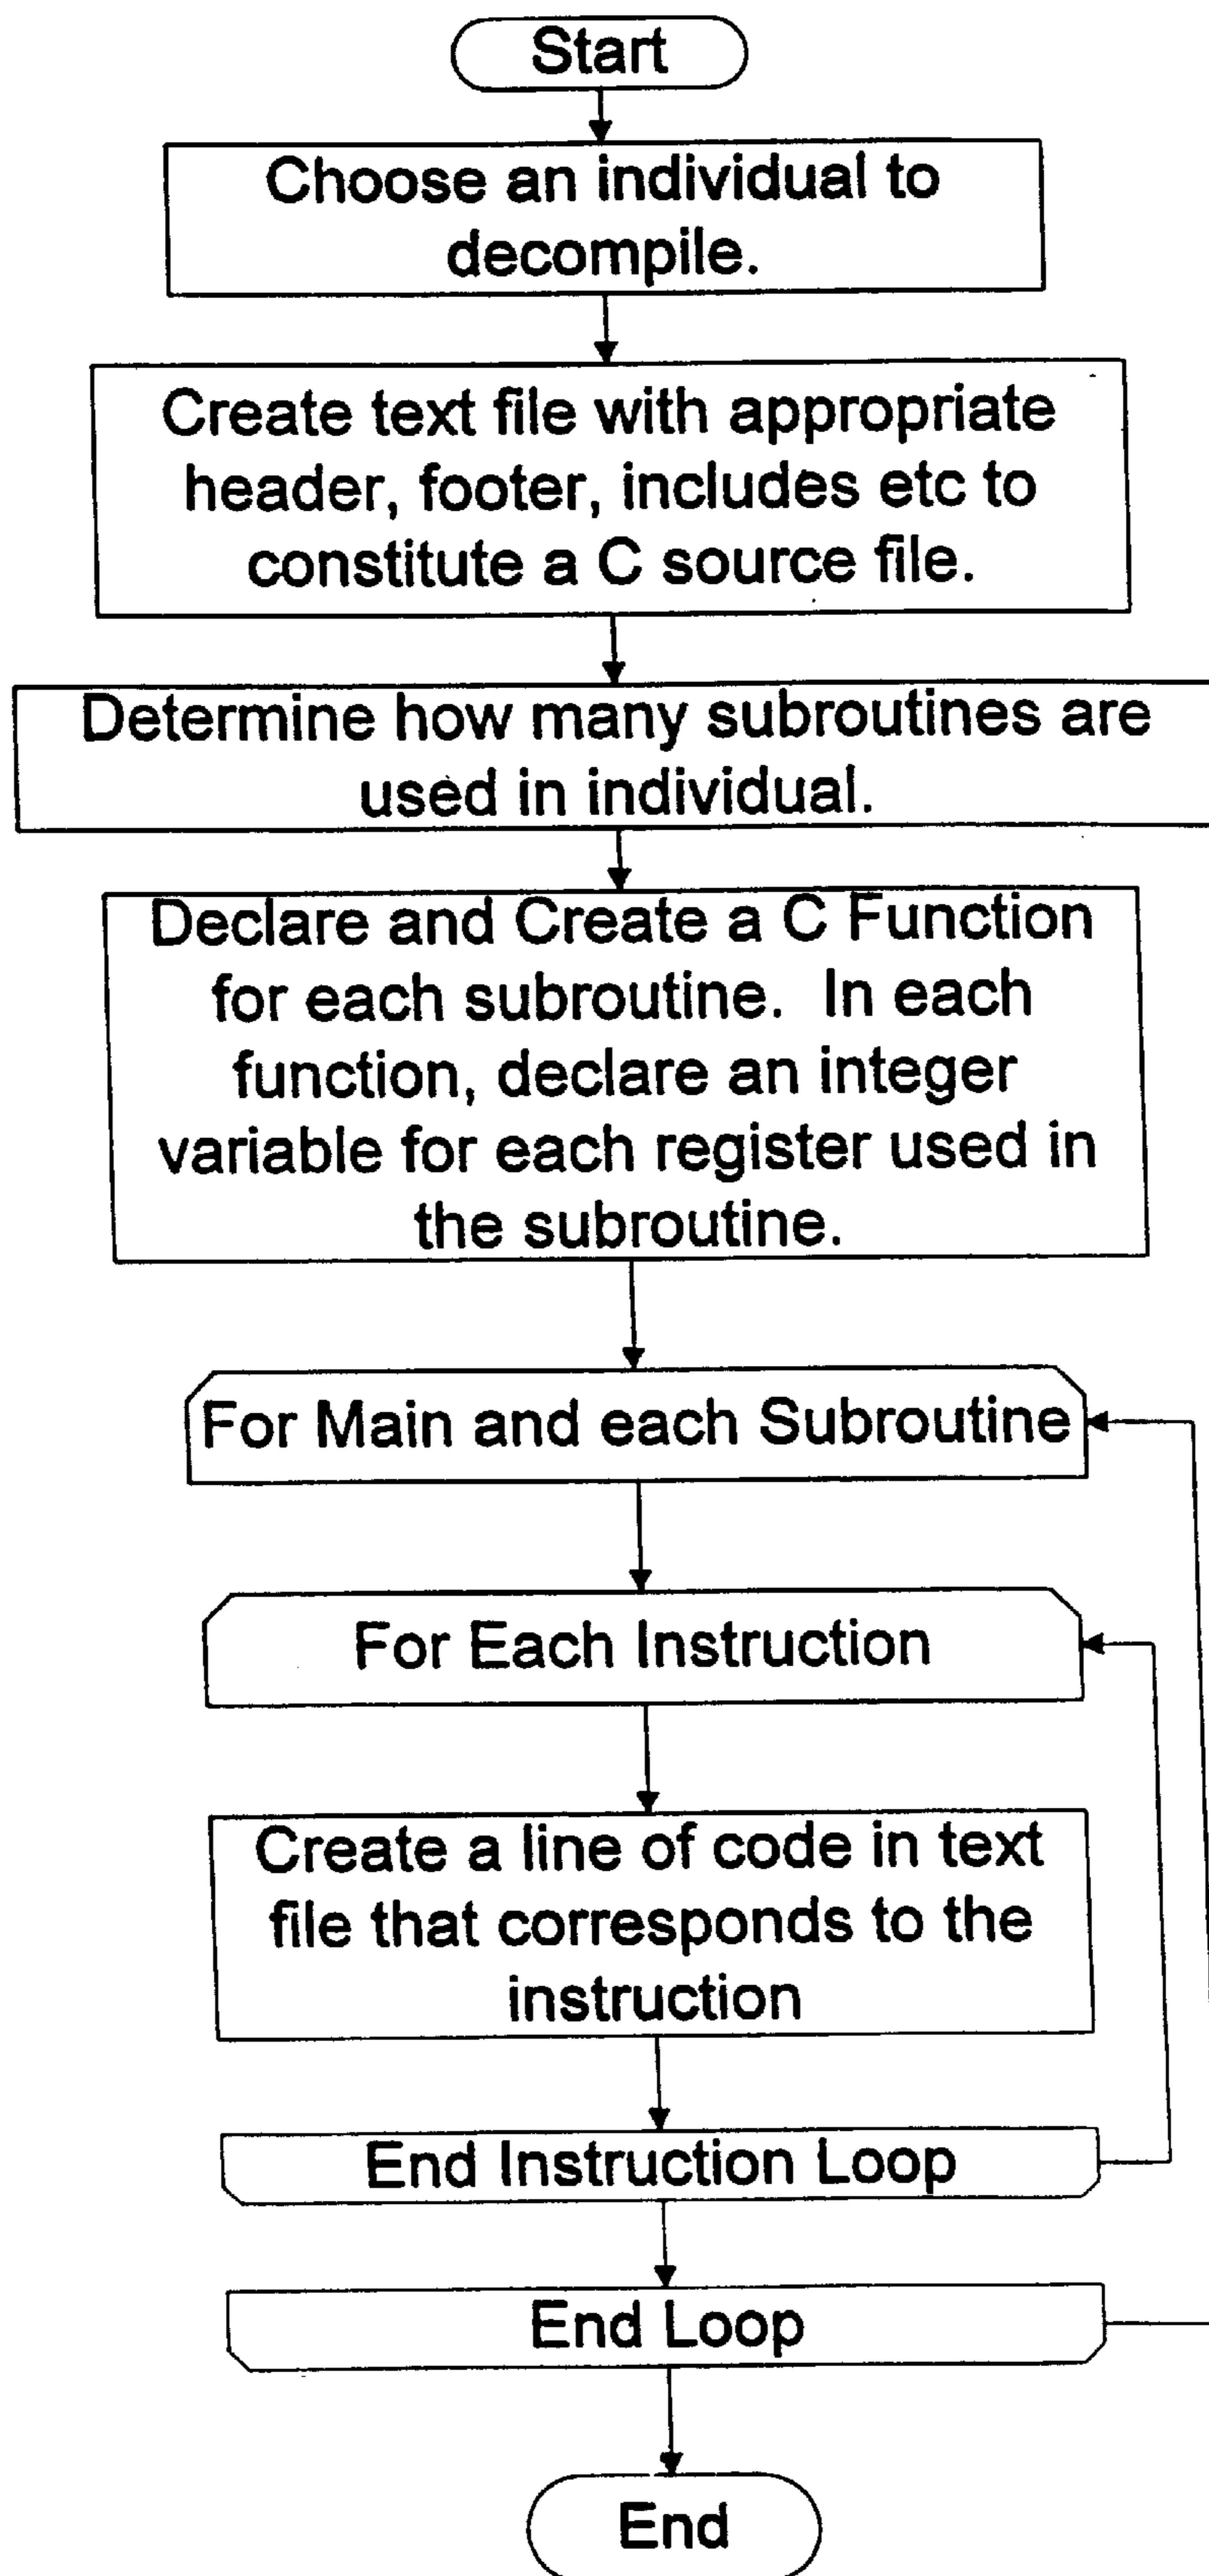 Start
Choose an individual to
decompile.
Create text file with appropriate
header, footer, includes etc to
constitute a C source file.
Determine how many subroutines are
used in individual.
Declare and Create a C Function
for each subroutine.  In each
function, declare an integer
variable for each register used in
the subroutine.
For Main and each Subroutine
For Each Instruction
Create a line of code in text
file that corresponds to the
instruction
End Instruction Loop
End Loop
End